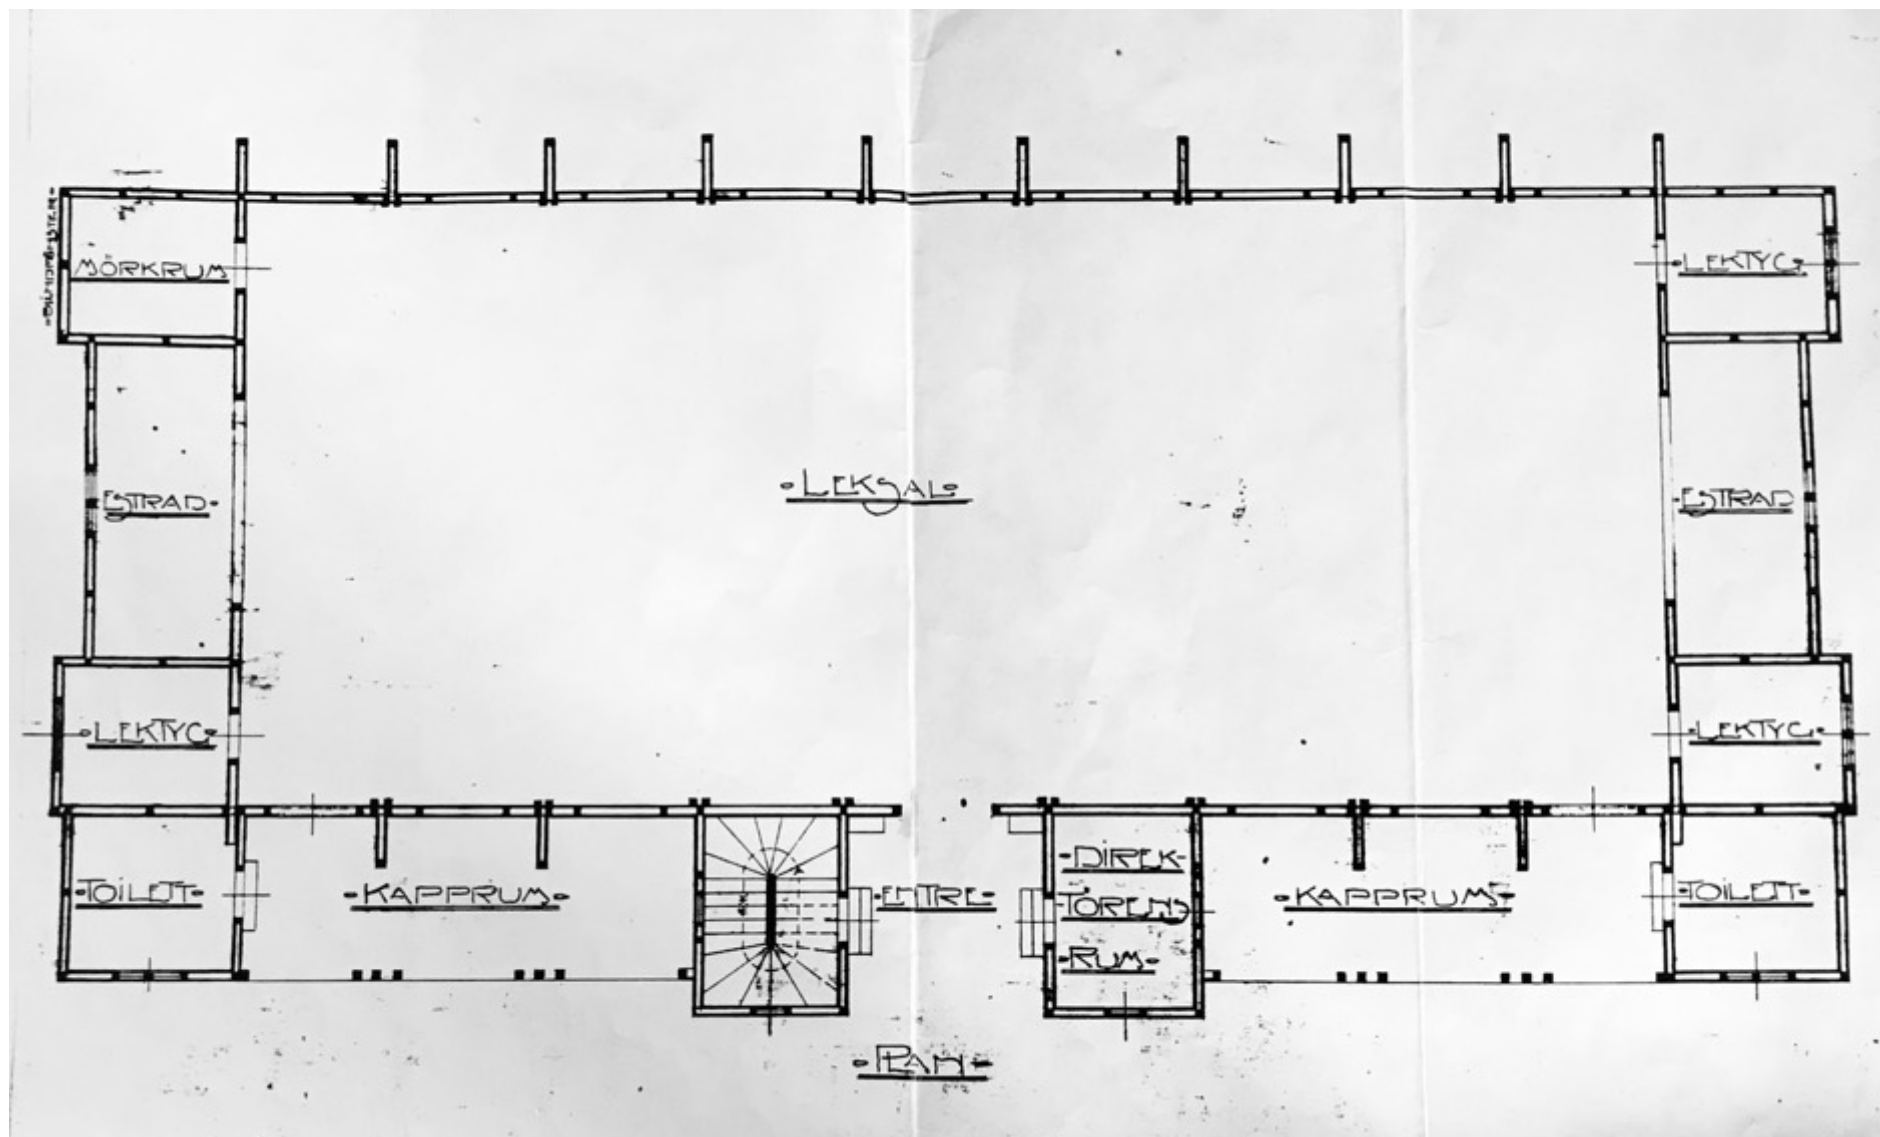 MÖRKRUM
LEKTYG
LEKSAL
ESTRAD
ESTRAD
LEKTYG
LEKTYG
TOILETT
KAPPRUM
ENTRE
DIREK-
TÖRENS
RUM
KAPPRUM
TOILETT
PLAN